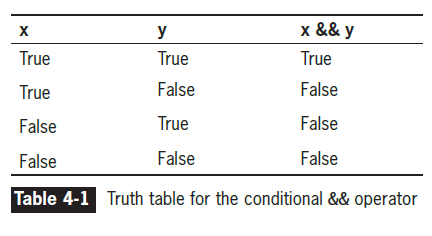 x y x && y
True True True
True False False
False True False
False False False
Table 4-1 Truth table for the conditional && operator